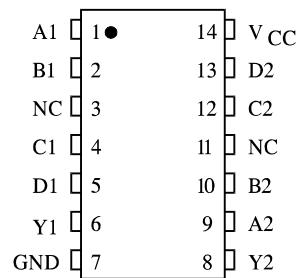 A1 1 14 VCC
B1 2 13 D2
NC 3 12 C2
C1 4 11 NC
D1 5 10 B2
Y1 6 9 A2
GND 7 8 Y2